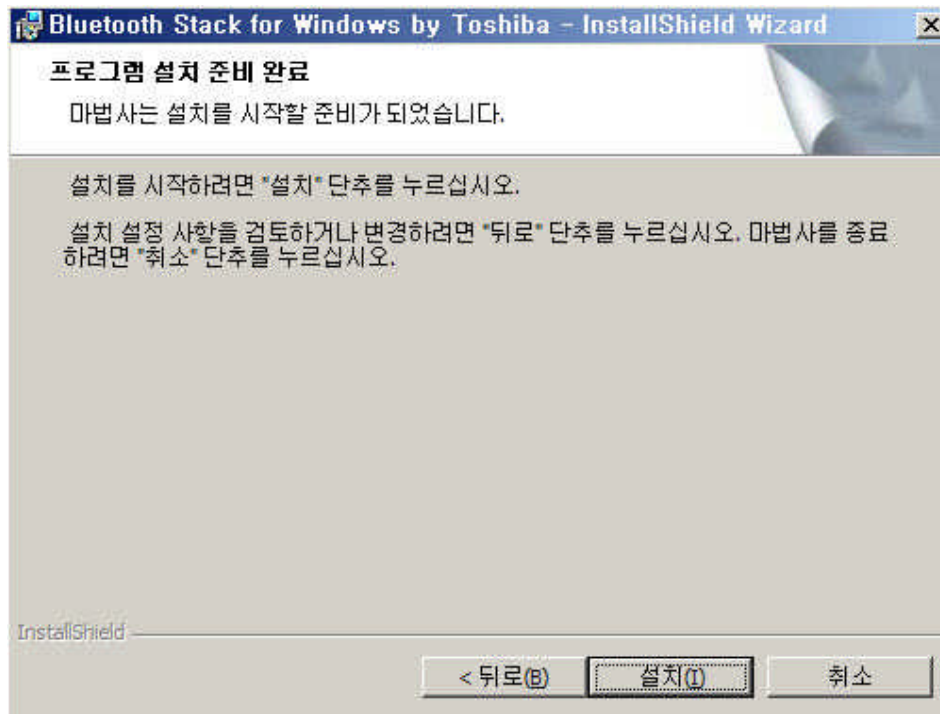 Bluetooth Stack for Windows by Toshiba - InstallShield Wizard
프로그램 설치 준비 완료
마법사는 설치를 시작할 준비가 되었습니다.
설치를 시작하려면 "설치" 단추를 누르십시오.
설치 설정 사항을 검토하거나 변경하려면 "뒤로" 단추를 누르십시오. 마법사를 종료
하려면 "취소" 단추를 누르십시오.
InstallShield
< 뒤로(B) 설치(I) 취소